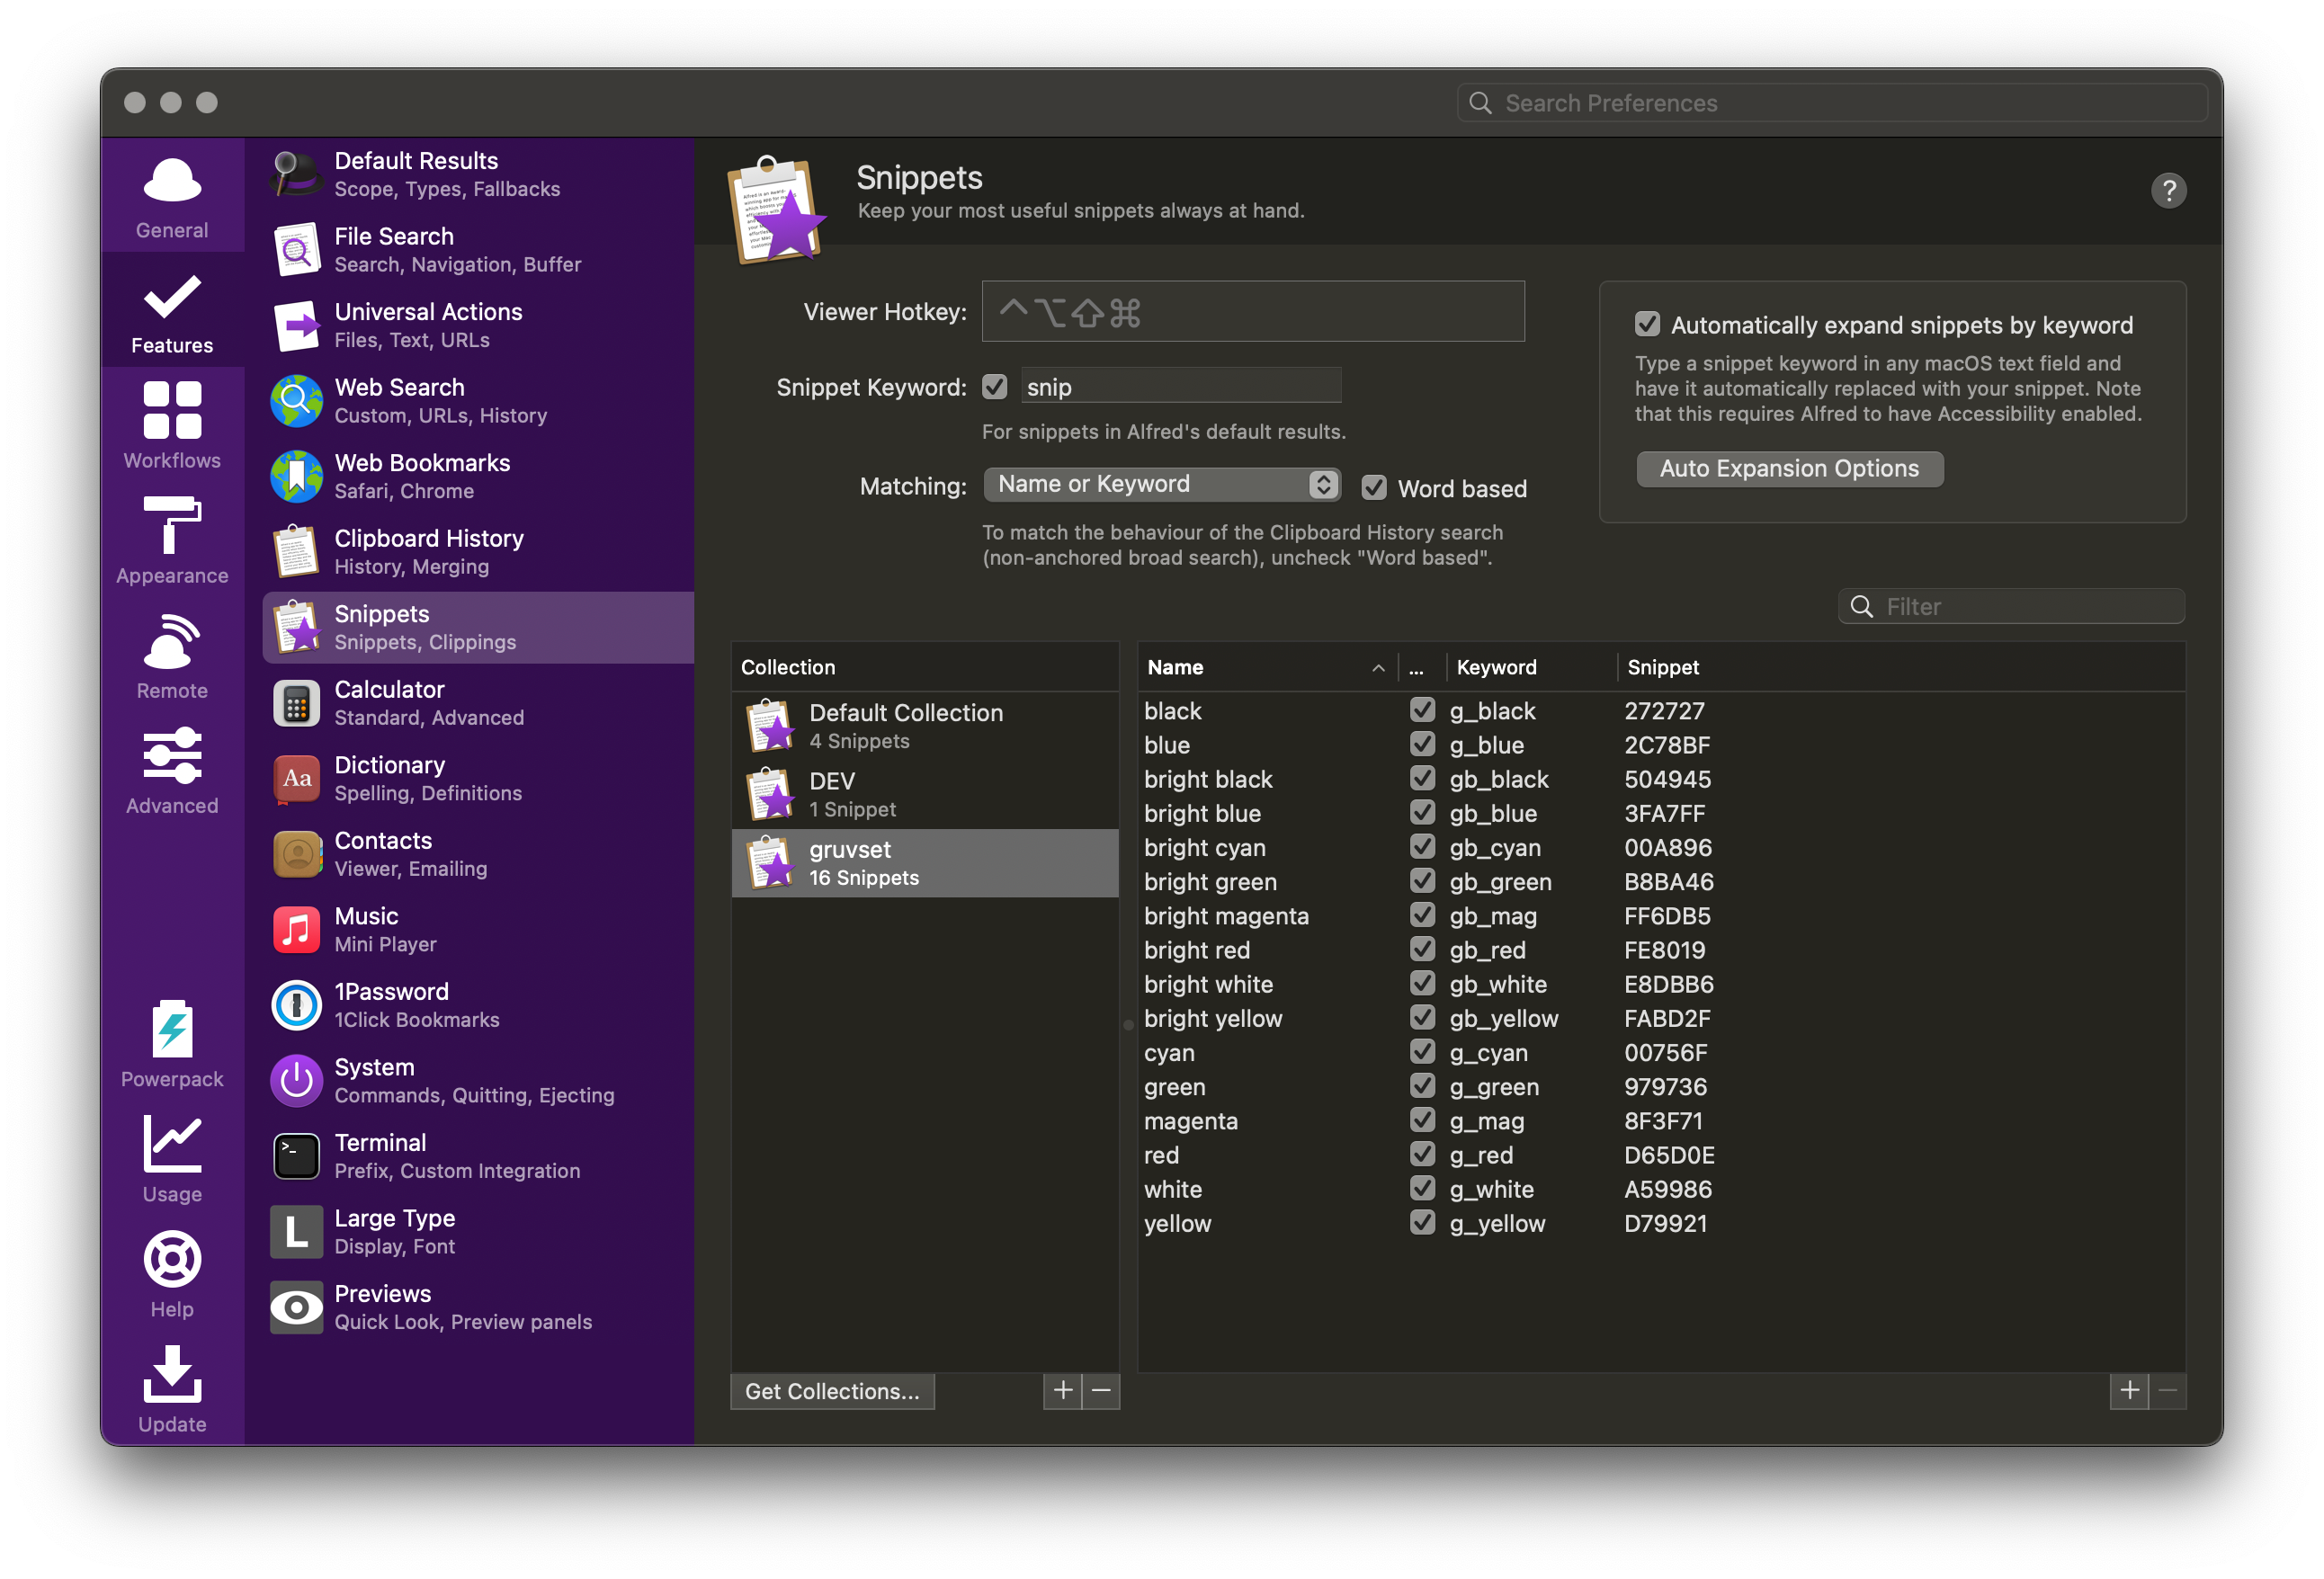 Search Preferences
General
Features
Workflows
Appearance
Remote
Advanced
Powerpack
Usage
Help
Update
Default Results
Scope, Types, Fallbacks
File Search
Search, Navigation, Buffer
Universal Actions
Files, Text, URLs
Web Search
Custom, URLs, History
Web Bookmarks
Safari, Chrome
Clipboard History
History, Merging
Snippets
Snippets, Clippings
Calculator
Standard, Advanced
Aa
Dictionary
Spelling, Definitions
Contacts
Viewer, Emailing
Music
Mini Player
1Password
1Click Bookmarks
System
Commands, Quitting, Ejecting
>_
Terminal
Prefix, Custom Integration
L
Large Type
Display, Font
Previews
Quick Look, Preview panels
Snippets
Keep your most useful snippets always at hand.
?
Viewer Hotkey: ^⌥⇧⌘
Snippet Keyword: snip
For snippets in Alfred's default results.
Matching: Name or Keyword Word based
To match the behaviour of the Clipboard History search
(non-anchored broad search), uncheck "Word based".
Automatically expand snippets by keyword
Type a snippet keyword in any macOS text field and
have it automatically replaced with your snippet. Note
that this requires Alfred to have Accessibility enabled.
Auto Expansion Options
Filter
Collection
Default Collection
4 Snippets
DEV
1 Snippet
gruvset
16 Snippets
Get Collections...
+ −
Name ... Keyword Snippet
black g_black 272727
blue g_blue 2C78BF
bright black gb_black 504945
bright blue gb_blue 3FA7FF
bright cyan gb_cyan 00A896
bright green gb_green B8BA46
bright magenta gb_mag FF6DB5
bright red gb_red FE8019
bright white gb_white E8DBB6
bright yellow gb_yellow FABD2F
cyan g_cyan 00756F
green g_green 979736
magenta g_mag 8F3F71
red g_red D65D0E
white g_white A59986
yellow g_yellow D79921
+ −